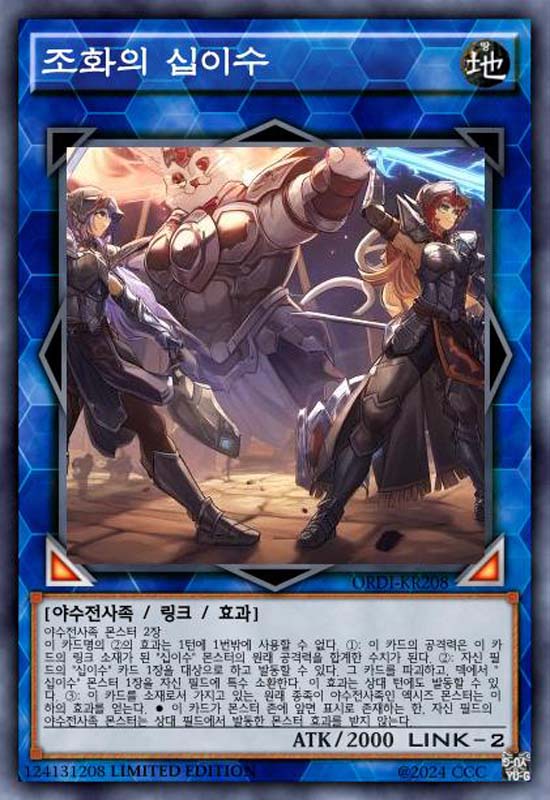 조화의 십이수
땅
地
ORDI-KR208
[야수전사족 / 링크 / 효과]
야수전사족 몬스터 2장
이 카드명의 ②의 효과는 1턴에 1번밖에 사용할 수 없다. ①: 이 카드의 공격력은 이 카
드의 링크 소재가 된 "십이수" 몬스터의 원래 공격력을 합계한 수치가 된다. ②: 자신 필
드의 "십이수" 카드 1장을 대상으로 하고 발동할 수 있다. 그 카드를 파괴하고, 덱에서 "
십이수" 몬스터 1장을 자신 필드에 특수 소환한다. 이 효과는 상대 턴에도 발동할 수 있
다. ③: 이 카드를 소재로서 가지고 있는, 원래 종족이 야수전사족인 엑시즈 몬스터는 이
하의 효과를 얻는다. ● 이 카드가 몬스터 존에 앞면 표시로 존재하는 한, 자신 필드의
야수전사족 몬스터는 상대 필드에서 발동한 몬스터 효과를 받지 않는다.
ATK/2000 LINK-2
124131208 LIMITED EDITION
©2024 CCC